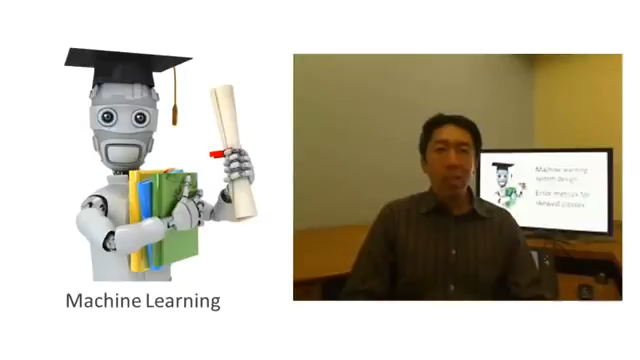 Machine Learning
Machine learning
system design
Error metrics for
skewed classes